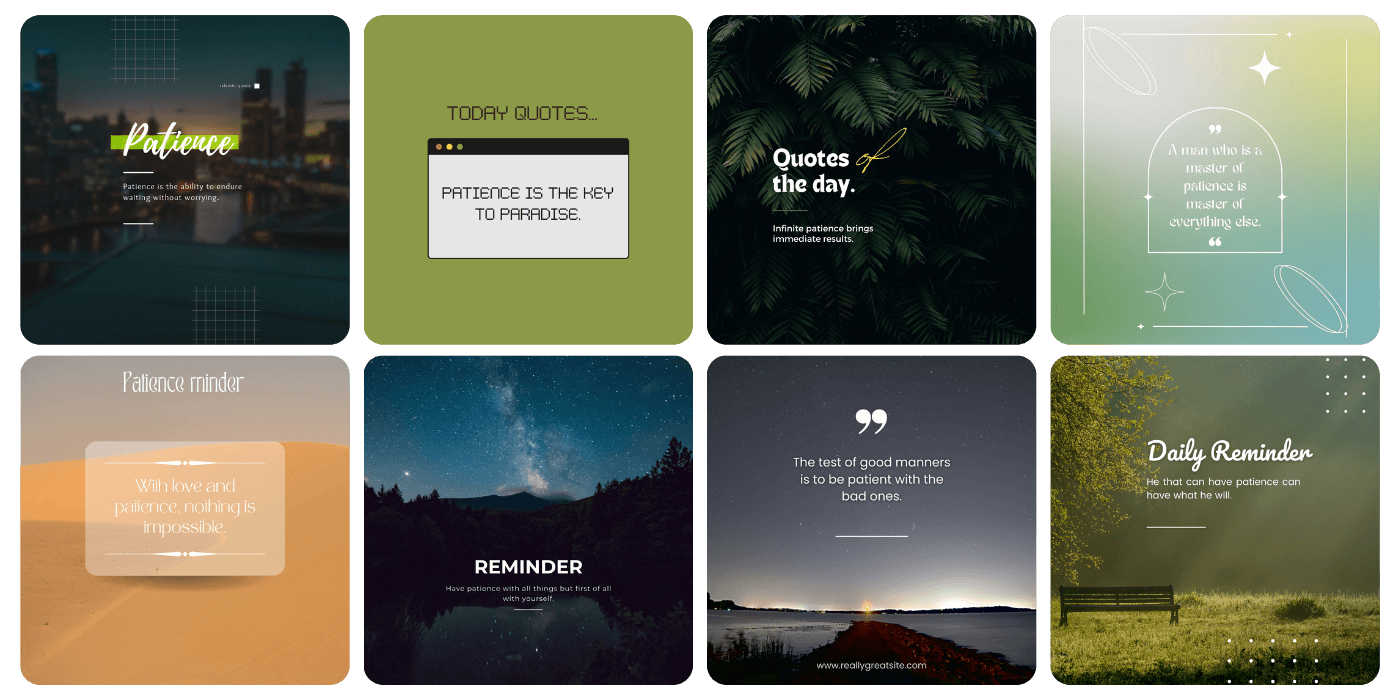 islamic quote
Patience
Patience is the ability to endure
waiting without worrying.
TODAY QUOTES...
PATIENCE IS THE KEY
TO PARADISE.
Quotes of
the day.
Infinite patience brings
immediate results.
”
A man who is a
master of
patience is
master of
everything else.
“
Patience minder
With love and
patience, nothing is
impossible.
REMINDER
Have patience with all things but first of all
with yourself.
”
The test of good manners
is to be patient with the
bad ones.
www.reallygreatsite.com
Daily Reminder
He that can have patience can
have what he will.